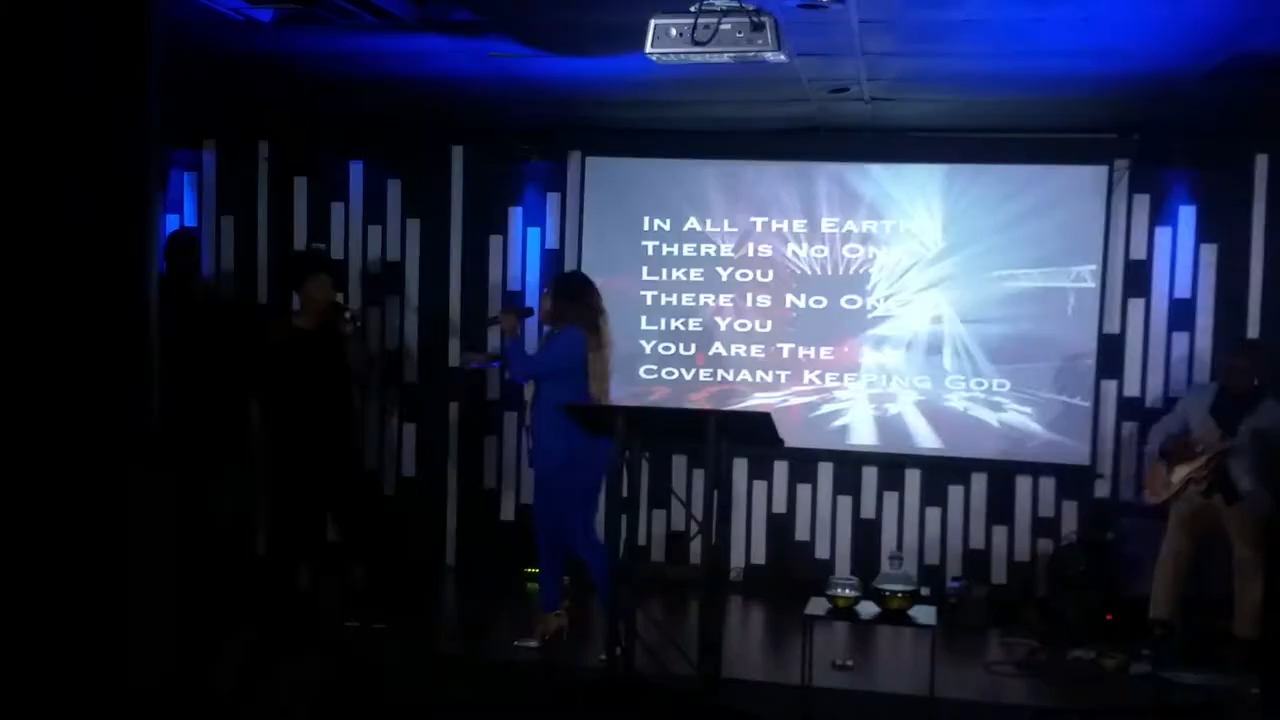 IN ALL THE EARTH
THERE IS NO ONE
LIKE YOU
THERE IS NO ONE
LIKE YOU
YOU ARE THE
COVENANT KEEPING GOD